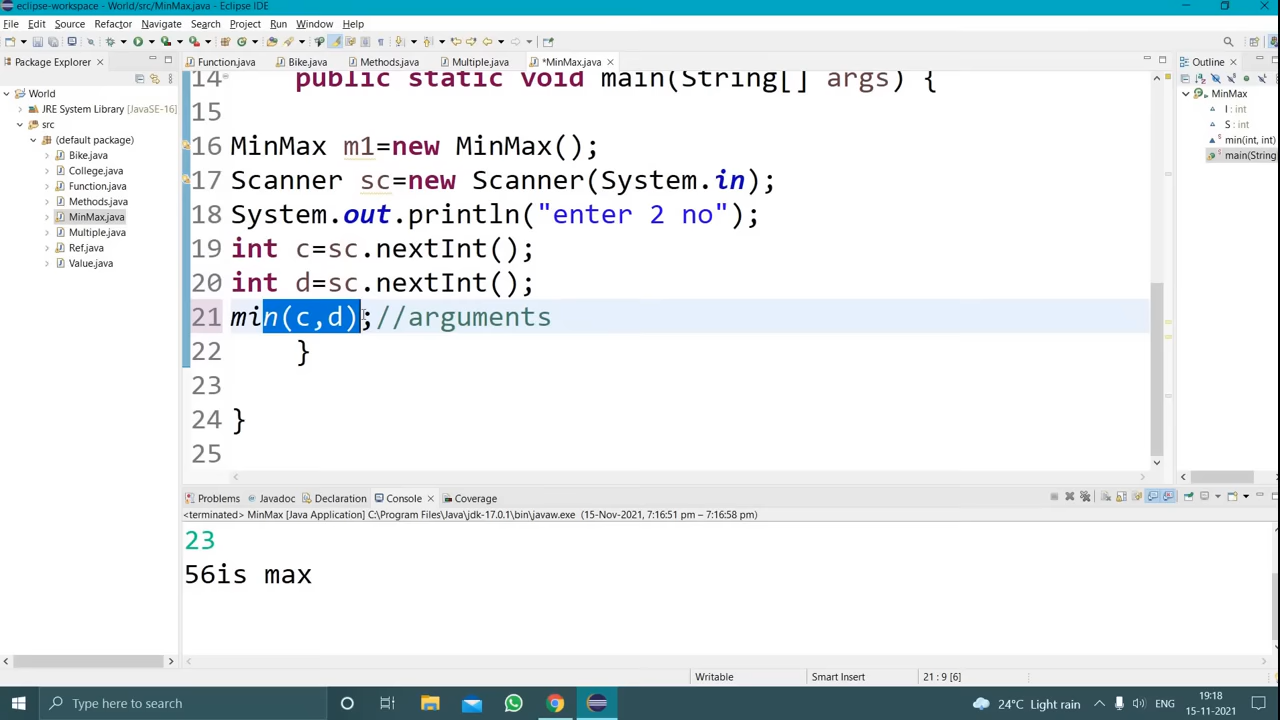 eclipse-workspace - World/src/MinMax.java - Eclipse IDE
File Edit Source Refactor Navigate Search Project Run Window Help
Package Explorer
Function.java Bike.java Methods.java Multiple.java *MinMax.java
Outline
World
JRE System Library [JavaSE-16]
src
(default package)
Bike.java
College.java
Function.java
Methods.java
MinMax.java
Multiple.java
Ref.java
Value.java
14 public static void main(String[] args) {
15
16 MinMax m1=new MinMax();
17 Scanner sc=new Scanner(System.in);
18 System.out.println("enter 2 no");
19 int c=sc.nextInt();
20 int d=sc.nextInt();
21 min(c,d);//arguments
22 }
23
24 }
25
MinMax
I : int
S : int
min(int, int)
main(String
Problems Javadoc Declaration Console Coverage
<terminated> MinMax [Java Application] C:\Program Files\Java\jdk-17.0.1\bin\javaw.exe (15-Nov-2021, 7:16:51 pm – 7:16:58 pm)
23
56is max
Writable Smart Insert 21 : 9 [6]
Type here to search
24°C Light rain
19:18
15-11-2021